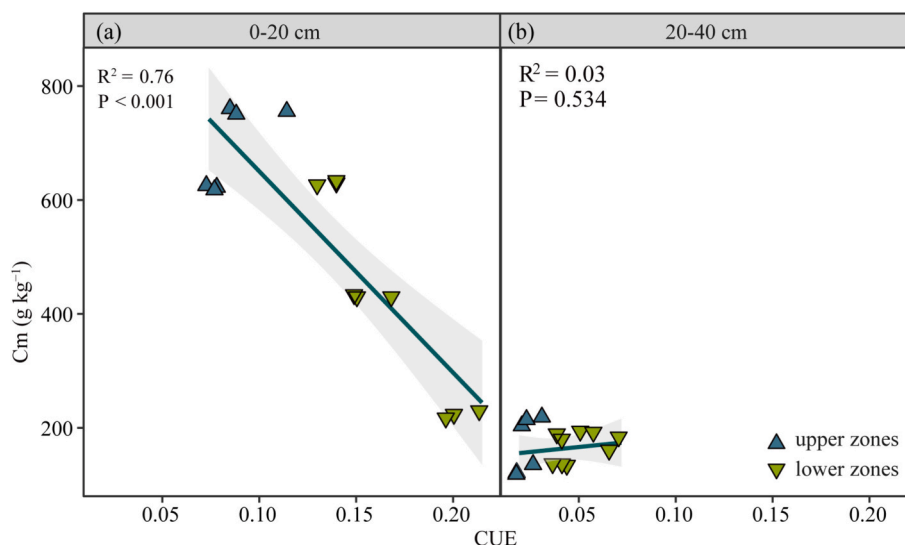 (a) 0-20 cm
(b) 20-40 cm
R² = 0.76
P < 0.001
R² = 0.03
P= 0.534
800
600
400
200
Cm (g kg⁻¹)
upper zones
lower zones
0.05 0.10 0.15 0.20
0.05 0.10 0.15 0.20
CUE